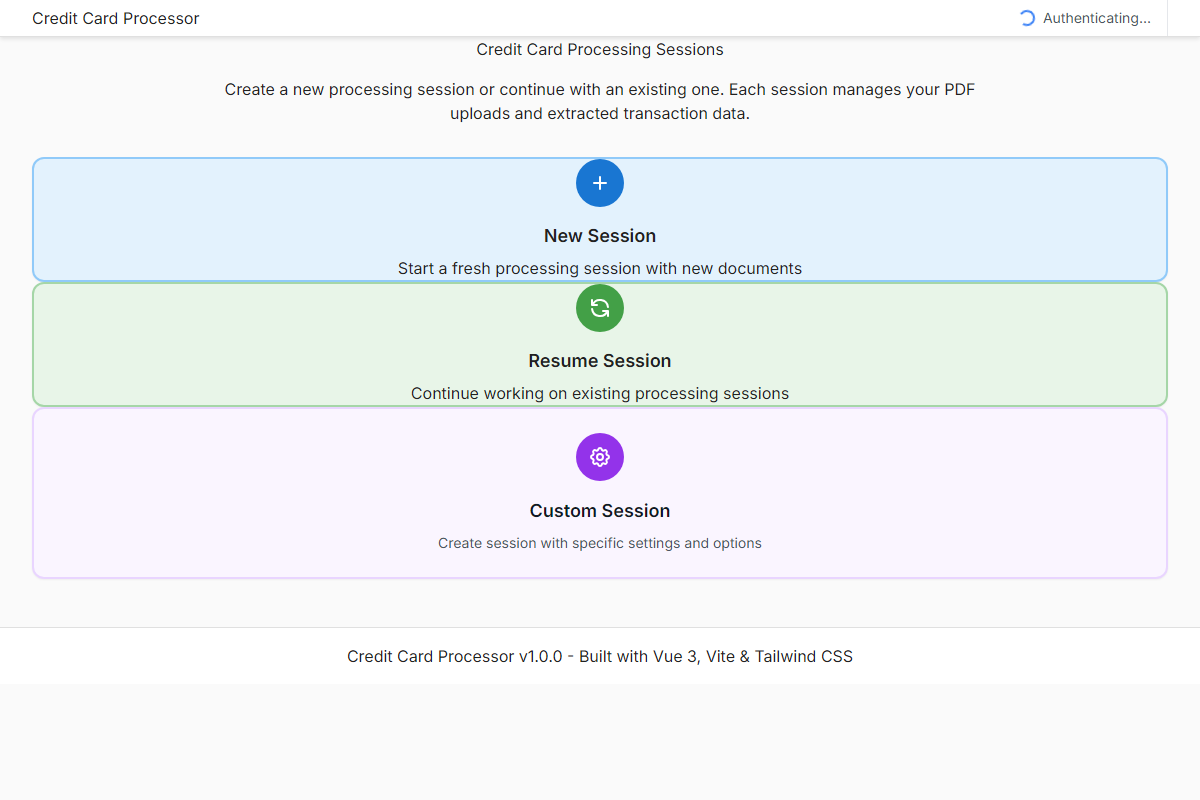 Credit Card Processor
Authenticating...
Credit Card Processing Sessions
Create a new processing session or continue with an existing one. Each session manages your PDF
uploads and extracted transaction data.
New Session
Start a fresh processing session with new documents
Resume Session
Continue working on existing processing sessions
Custom Session
Create session with specific settings and options
Credit Card Processor v1.0.0 - Built with Vue 3, Vite & Tailwind CSS